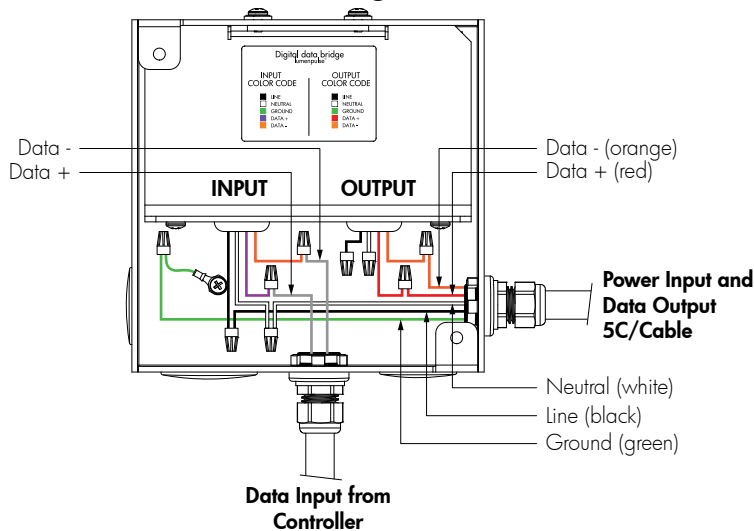 Digital data bridge
lumenpulse
INPUT
COLOR CODE
LINE
NEUTRAL
GROUND
DATA +
DATA -
OUTPUT
COLOR CODE
LINE
NEUTRAL
GROUND
DATA +
DATA -
Data -
Data +
INPUT
OUTPUT
Data - (orange)
Data + (red)
Power Input and
Data Output
5C/Cable
Neutral (white)
Line (black)
Ground (green)
Data Input from
Controller